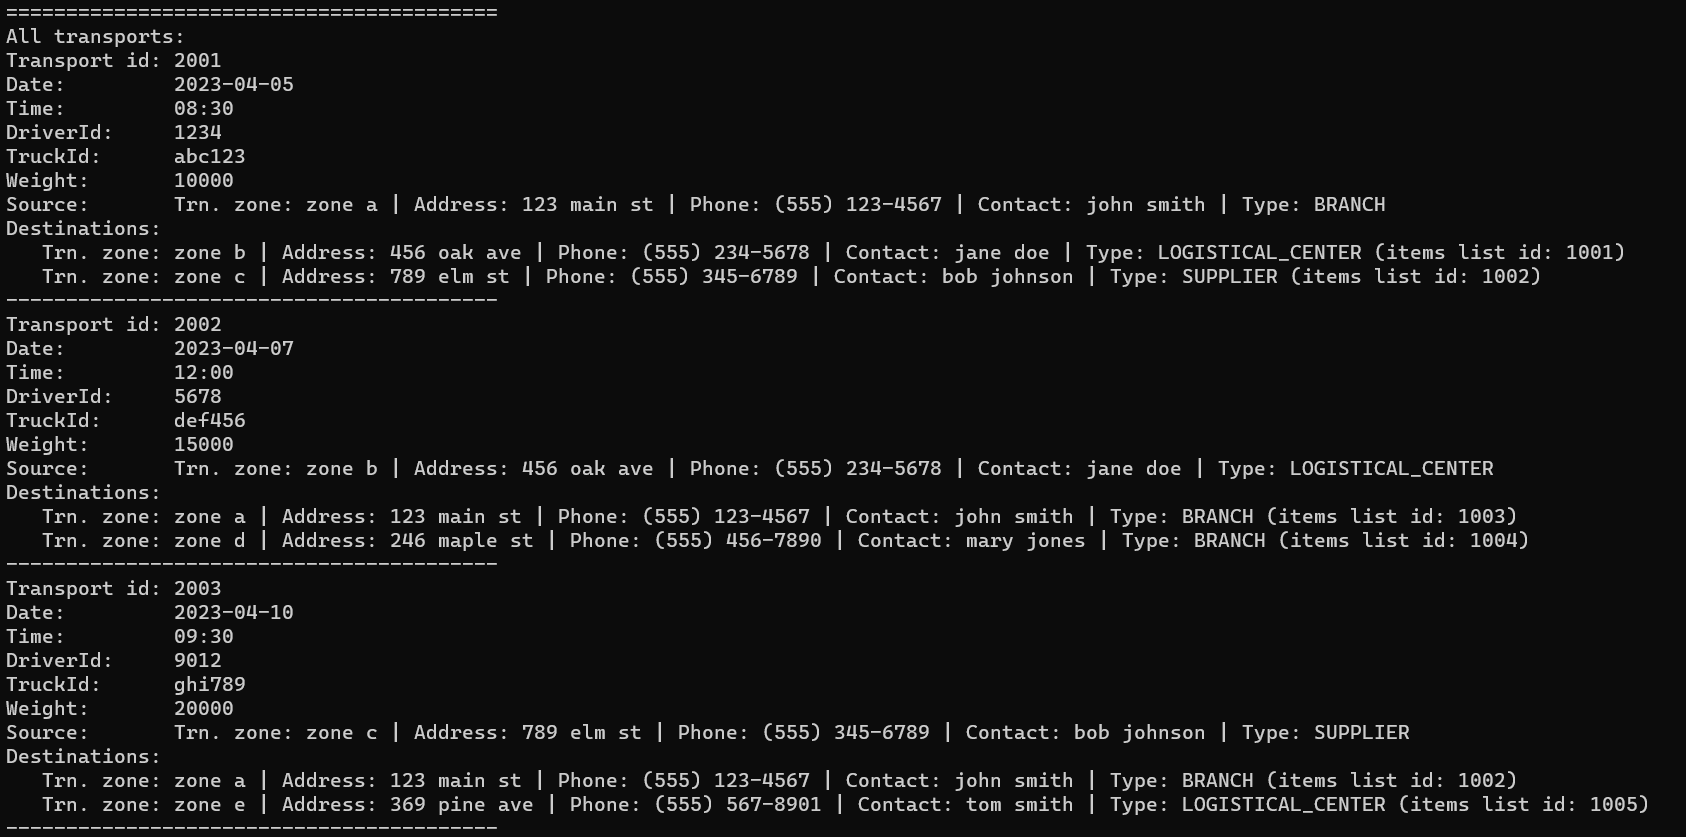 =========================================
All transports:
Transport id: 2001
Date:         2023-04-05
Time:         08:30
DriverId:     1234
TruckId:      abc123
Weight:       10000
Source:       Trn. zone: zone a | Address: 123 main st | Phone: (555) 123-4567 | Contact: john smith | Type: BRANCH
Destinations:
   Trn. zone: zone b | Address: 456 oak ave | Phone: (555) 234-5678 | Contact: jane doe | Type: LOGISTICAL_CENTER (items list id: 1001)
   Trn. zone: zone c | Address: 789 elm st | Phone: (555) 345-6789 | Contact: bob johnson | Type: SUPPLIER (items list id: 1002)
-----------------------------------------
Transport id: 2002
Date:         2023-04-07
Time:         12:00
DriverId:     5678
TruckId:      def456
Weight:       15000
Source:       Trn. zone: zone b | Address: 456 oak ave | Phone: (555) 234-5678 | Contact: jane doe | Type: LOGISTICAL_CENTER
Destinations:
   Trn. zone: zone a | Address: 123 main st | Phone: (555) 123-4567 | Contact: john smith | Type: BRANCH (items list id: 1003)
   Trn. zone: zone d | Address: 246 maple st | Phone: (555) 456-7890 | Contact: mary jones | Type: BRANCH (items list id: 1004)
-----------------------------------------
Transport id: 2003
Date:         2023-04-10
Time:         09:30
DriverId:     9012
TruckId:      ghi789
Weight:       20000
Source:       Trn. zone: zone c | Address: 789 elm st | Phone: (555) 345-6789 | Contact: bob johnson | Type: SUPPLIER
Destinations:
   Trn. zone: zone a | Address: 123 main st | Phone: (555) 123-4567 | Contact: john smith | Type: BRANCH (items list id: 1002)
   Trn. zone: zone e | Address: 369 pine ave | Phone: (555) 567-8901 | Contact: tom smith | Type: LOGISTICAL_CENTER (items list id: 1005)
-----------------------------------------